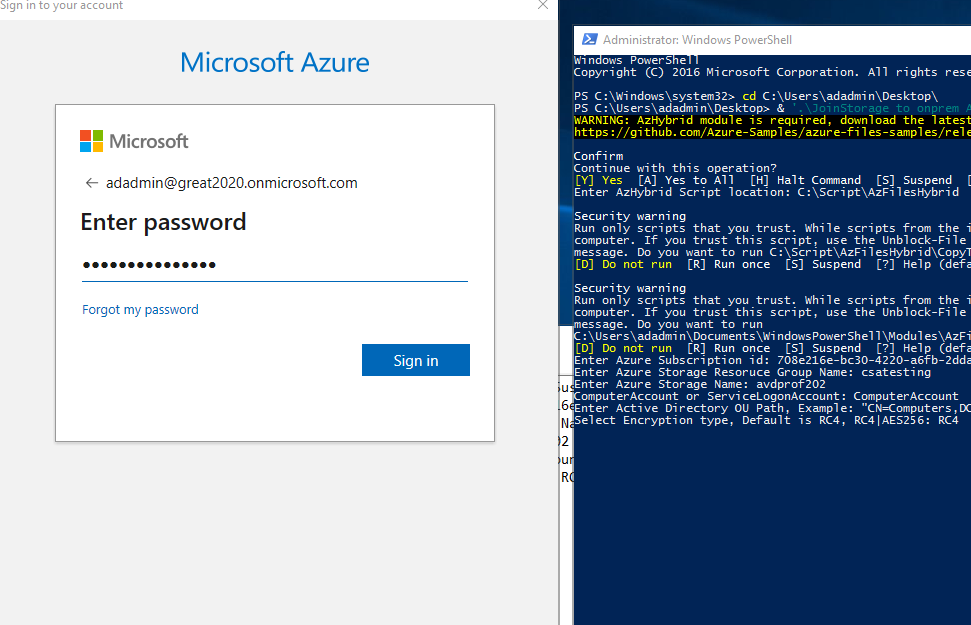 Sign in to your account
Microsoft Azure
Microsoft
adadmin@great2020.onmicrosoft.com
Enter password
•••••••••••••••
Forgot my password
Sign in
Administrator: Windows PowerShell
Windows PowerShell
Copyright (C) 2016 Microsoft Corporation. All rights rese
PS C:\Windows\system32> cd C:\Users\adadmin\Desktop\
PS C:\Users\adadmin\Desktop> & '.\JoinStorage to onprem A
WARNING: AzHybrid module is required, download the latest
https://github.com/Azure-Samples/azure-files-samples/rele
Confirm
Continue with this operation?
[Y] Yes [A] Yes to All [H] Halt Command [S] Suspend [
Enter AzHybrid Script location: C:\Script\AzFilesHybrid
Security warning
Run only scripts that you trust. While scripts from the i
computer. If you trust this script, use the Unblock-File
message. Do you want to run C:\Script\AzFilesHybrid\CopyT
[D] Do not run [R] Run once [S] Suspend [?] Help (defa
Security warning
Run only scripts that you trust. While scripts from the i
computer. If you trust this script, use the Unblock-File
message. Do you want to run
C:\Users\adadmin\Documents\WindowsPowerShell\Modules\AzFi
[D] Do not run [R] Run once [S] Suspend [?] Help (defa
Enter Azure Subscription id: 708e216e-bc30-4220-a6fb-2dda
Enter Azure Storage Resoruce Group Name: csatesting
Enter Azure Storage Name: avdprof202
ComputerAccount or ServiceLogonAccount: ComputerAccount
Enter Active Directory OU Path, Example: "CN=Computers,DC
Select Encryption type, Default is RC4, RC4|AES256: RC4